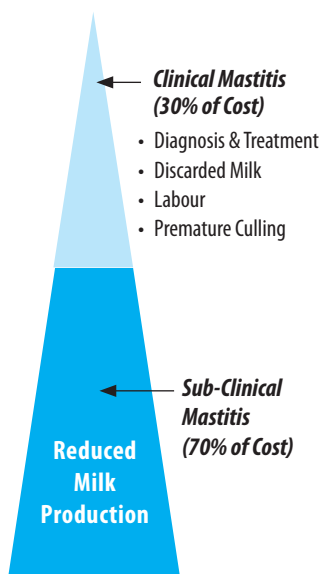 Clinical Mastitis
(30% of Cost)
• Diagnosis & Treatment
• Discarded Milk
• Labour
• Premature Culling
Sub-Clinical
Mastitis
(70% of Cost)
Reduced
Milk
Production